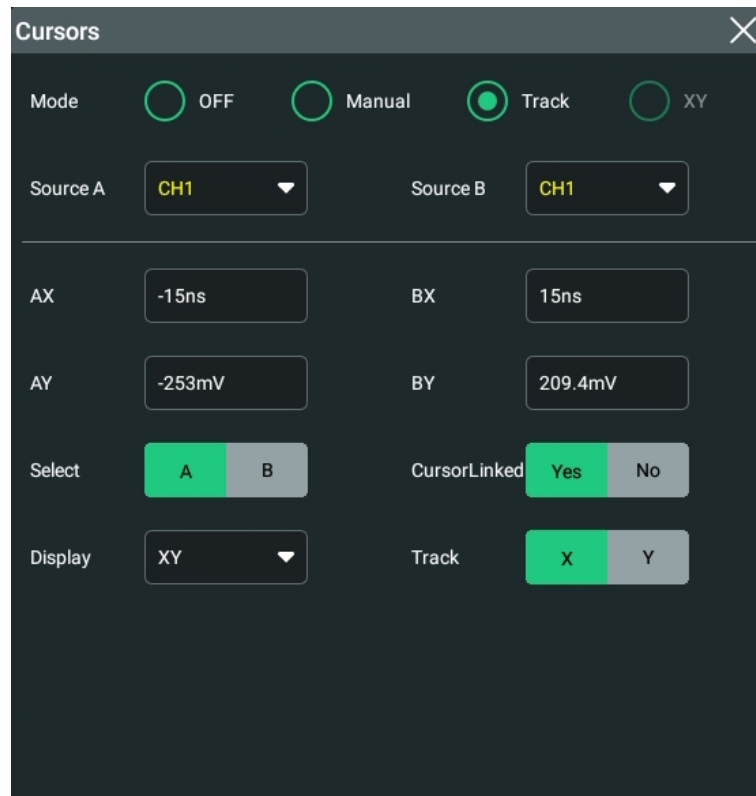 Cursors
Mode OFF Manual Track XY
Source A CH1 Source B CH1
AX -15ns BX 15ns
AY -253mV BY 209.4mV
Select A B CursorLinked Yes No
Display XY Track X Y